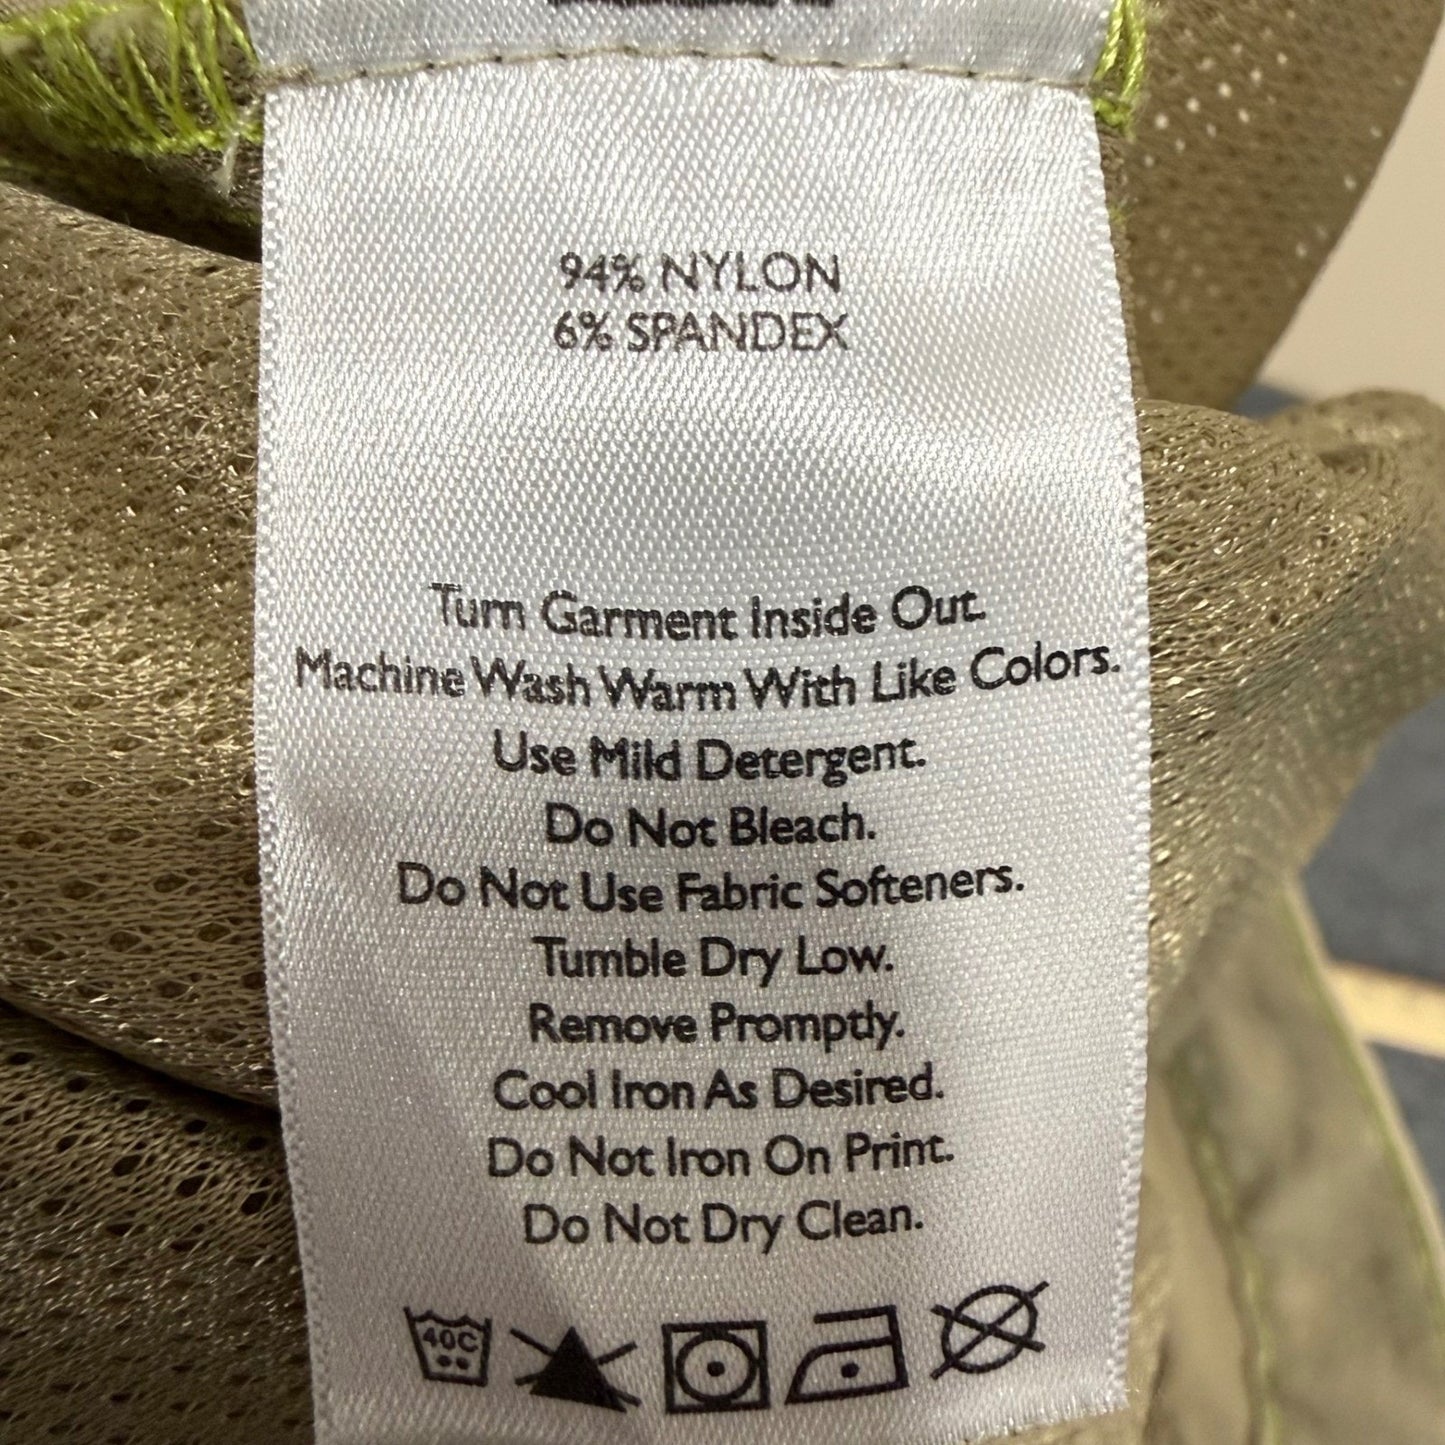 94% NYLON
6% SPANDEX
Turn Garment Inside Out.
Machine Wash Warm With Like Colors.
Use Mild Detergent.
Do Not Bleach.
Do Not Use Fabric Softeners.
Tumble Dry Low.
Remove Promptly.
Cool Iron As Desired.
Do Not Iron On Print.
Do Not Dry Clean.
40C